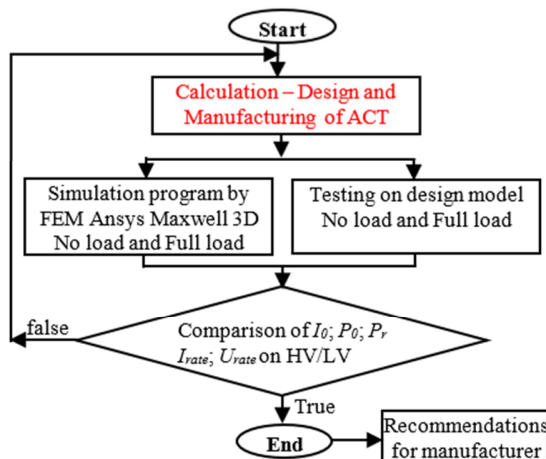 Start
Calculation – Design and
Manufacturing of ACT
Simulation program by
FEM Ansys Maxwell 3D
No load and Full load
Testing on design model
No load and Full load
false
Comparison of I0; P0; Pr
Irate; Urate on HV/LV
True
End
Recommendations
for manufacturer